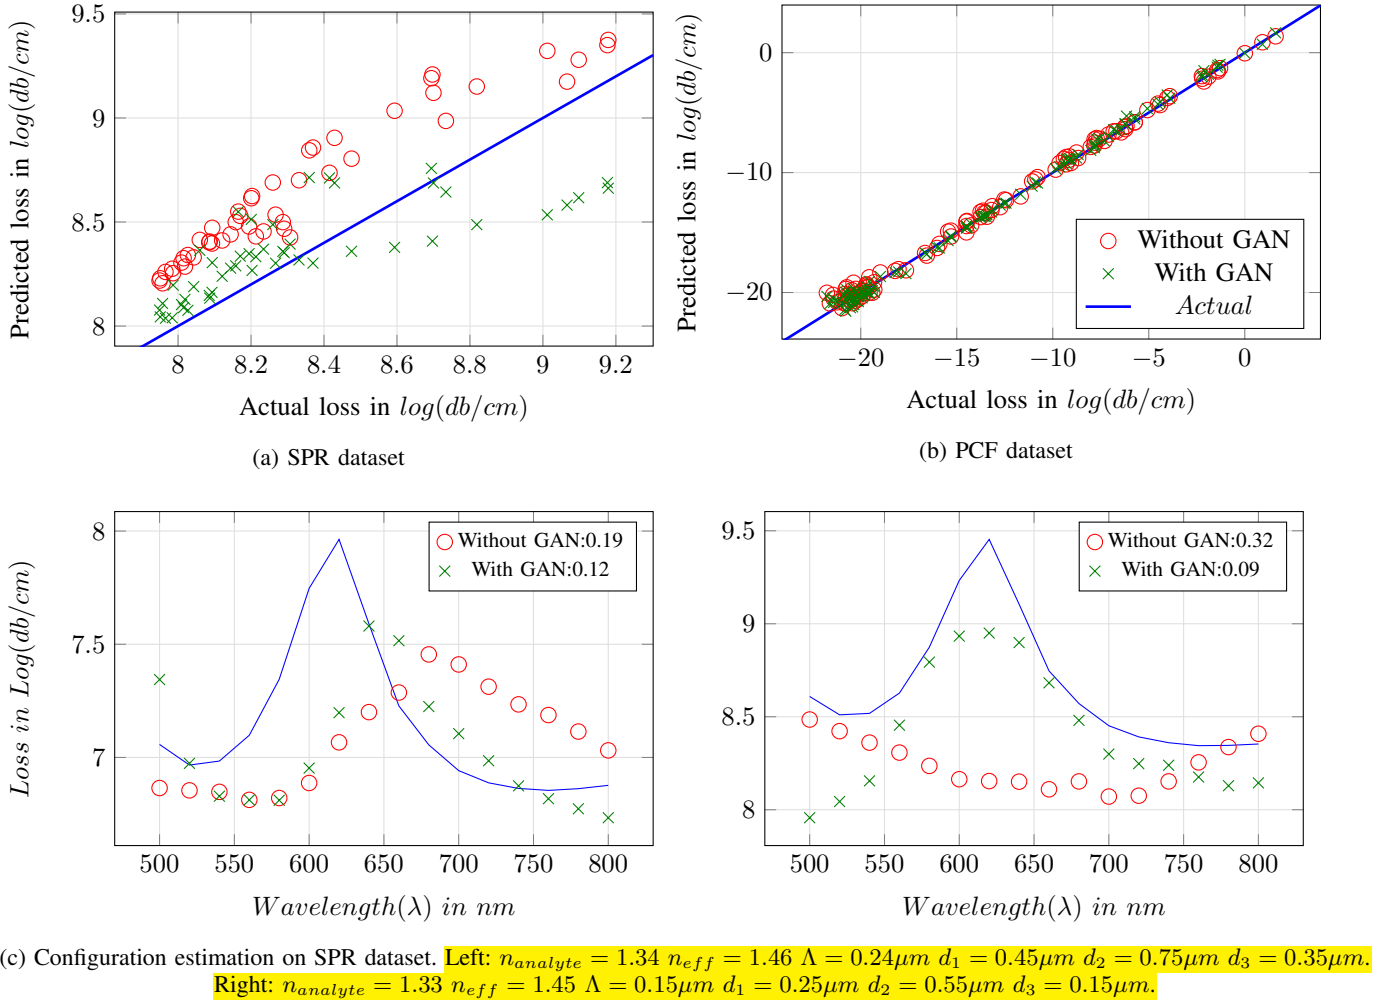 9.5
9
8.5
8
8 8.2 8.4 8.6 8.8 9 9.2
Predicted loss in log(db/cm)
Actual loss in log(db/cm)
(a) SPR dataset
0
−10
−20
−20 −15 −10 −5 0
Predicted loss in log(db/cm)
Without GAN
With GAN
Actual
Actual loss in log(db/cm)
(b) PCF dataset
8
7.5
7
500 550 600 650 700 750 800
Loss in Log(db/cm)
Without GAN:0.19
With GAN:0.12
Wavelength(λ) in nm
9.5
9
8.5
8
500 550 600 650 700 750 800
Without GAN:0.32
With GAN:0.09
Wavelength(λ) in nm
(c) Configuration estimation on SPR dataset. Left: n_analyte = 1.34 n_eff = 1.46 Λ = 0.24μm d₁ = 0.45μm d₂ = 0.75μm d₃ = 0.35μm.
Right: n_analyte = 1.33 n_eff = 1.45 Λ = 0.15μm d₁ = 0.25μm d₂ = 0.55μm d₃ = 0.15μm.